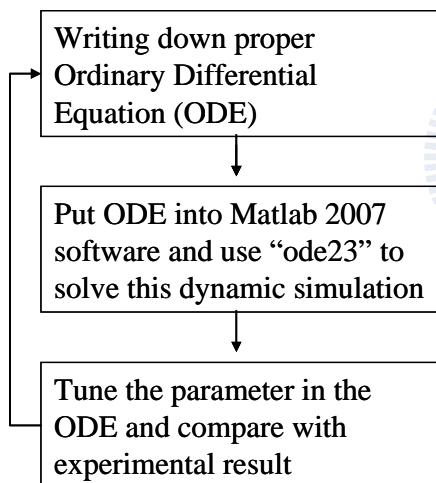 Writing down proper
Ordinary Differential
Equation (ODE)
Put ODE into Matlab 2007
software and use “ode23” to
solve this dynamic simulation
Tune the parameter in the
ODE and compare with
experimental result